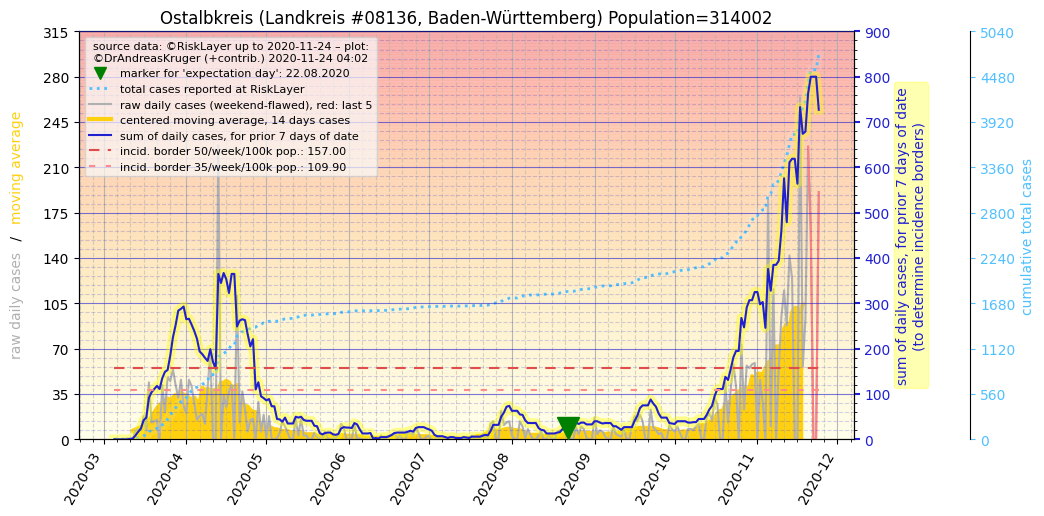 Ostalbkreis (Landkreis #08136, Baden-Württemberg) Population=314002
source data: ©RiskLayer up to 2020-11-24 – plot:
©DrAndreasKruger (+contrib.) 2020-11-24 04:02
marker for 'expectation day': 22.08.2020
total cases reported at RiskLayer
raw daily cases (weekend-flawed), red: last 5
centered moving average, 14 days cases
sum of daily cases, for prior 7 days of date
incid. border 50/week/100k pop.: 157.00
incid. border 35/week/100k pop.: 109.90
raw daily cases / moving average
315
280
245
210
175
140
105
70
35
0
900
800
700
600
500
400
300
200
100
0
sum of daily cases, for prior 7 days of date
(to determine incidence borders)
5040
4480
3920
3360
2800
2240
1680
1120
560
0
cumulative total cases
2020-03
2020-04
2020-05
2020-06
2020-07
2020-08
2020-09
2020-10
2020-11
2020-12